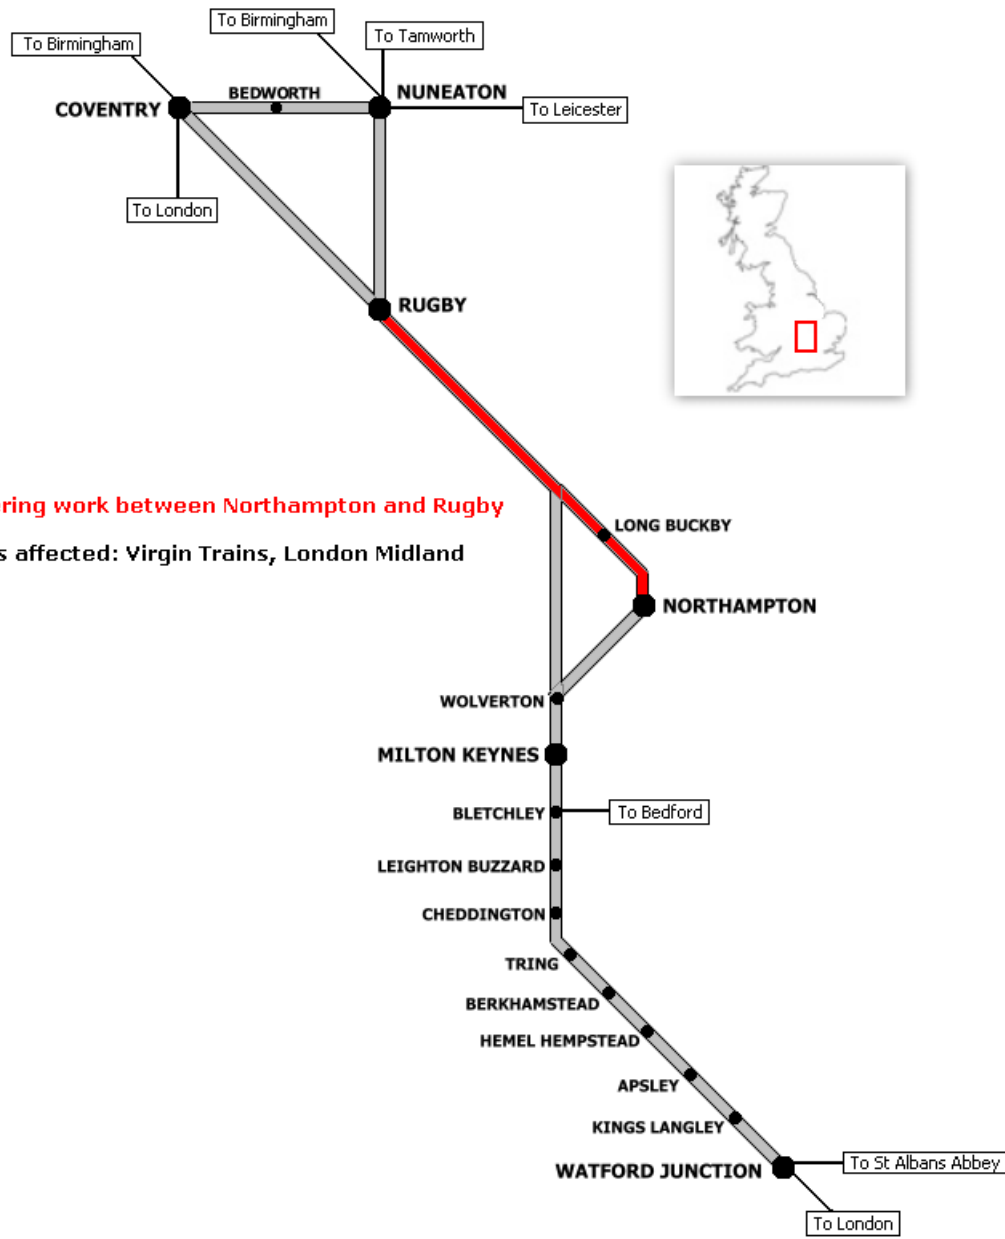 To Birmingham
To Birmingham
To Tamworth
BEDWORTH
NUNEATON
COVENTRY
To Leicester
To London
RUGBY
ering work between Northampton and Rugby
LONG BUCKBY
s affected: Virgin Trains, London Midland
NORTHAMPTON
WOLVERTON
MILTON KEYNES
BLETCHLEY
To Bedford
LEIGHTON BUZZARD
CHEDDINGTON
TRING
BERKHAMSTEAD
HEMEL HEMPSTEAD
APSLEY
KINGS LANGLEY
WATFORD JUNCTION
To St Albans Abbey
To London